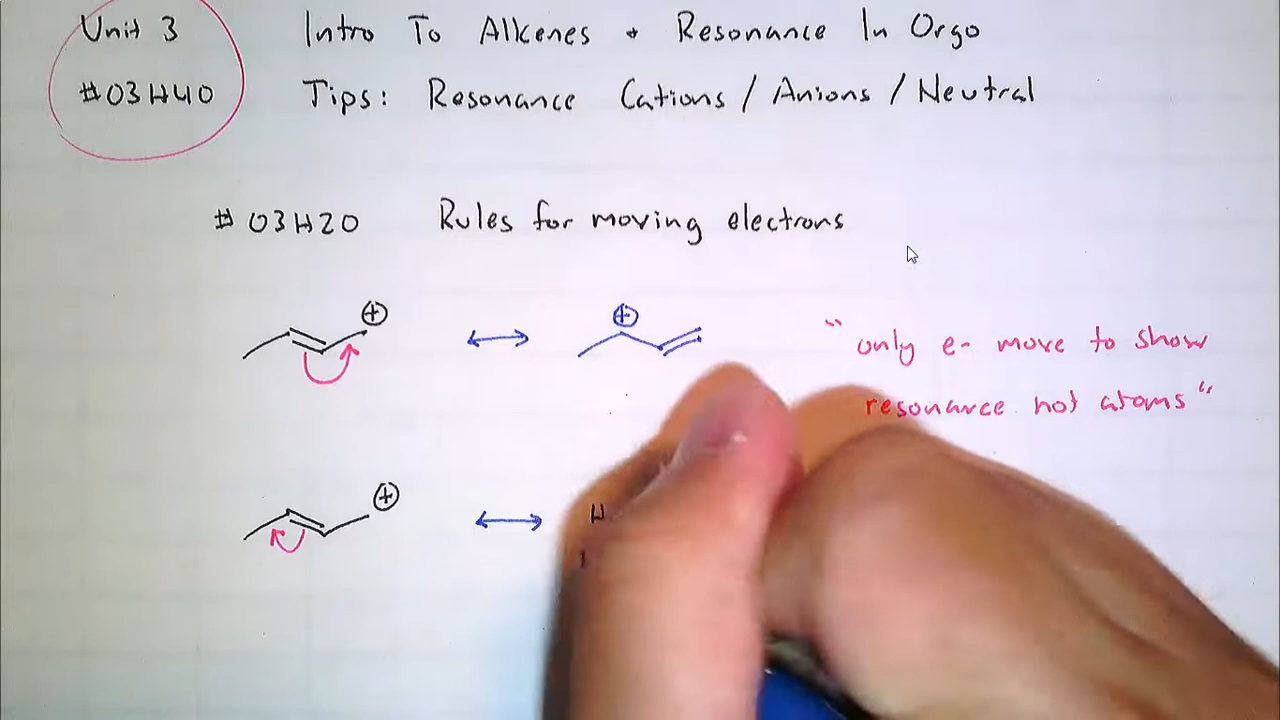 Unit 3 Intro To Alkenes + Resonance In Orgo
#03H40 Tips: Resonance Cations / Anions / Neutral
#03H20 Rules for moving electrons
+ +
"only e- move to show
resonance not atoms"
+
H